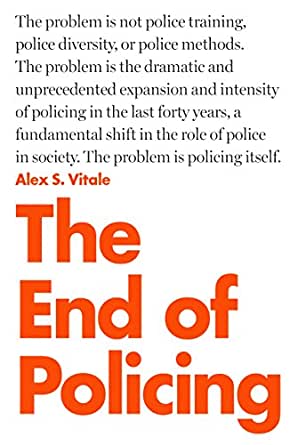 The problem is not police training,
police diversity, or police methods.
The problem is the dramatic and
unprecedented expansion and intensity
of policing in the last forty years, a
fundamental shift in the role of police
in society. The problem is policing itself.
Alex S. Vitale
The
End of
Policing